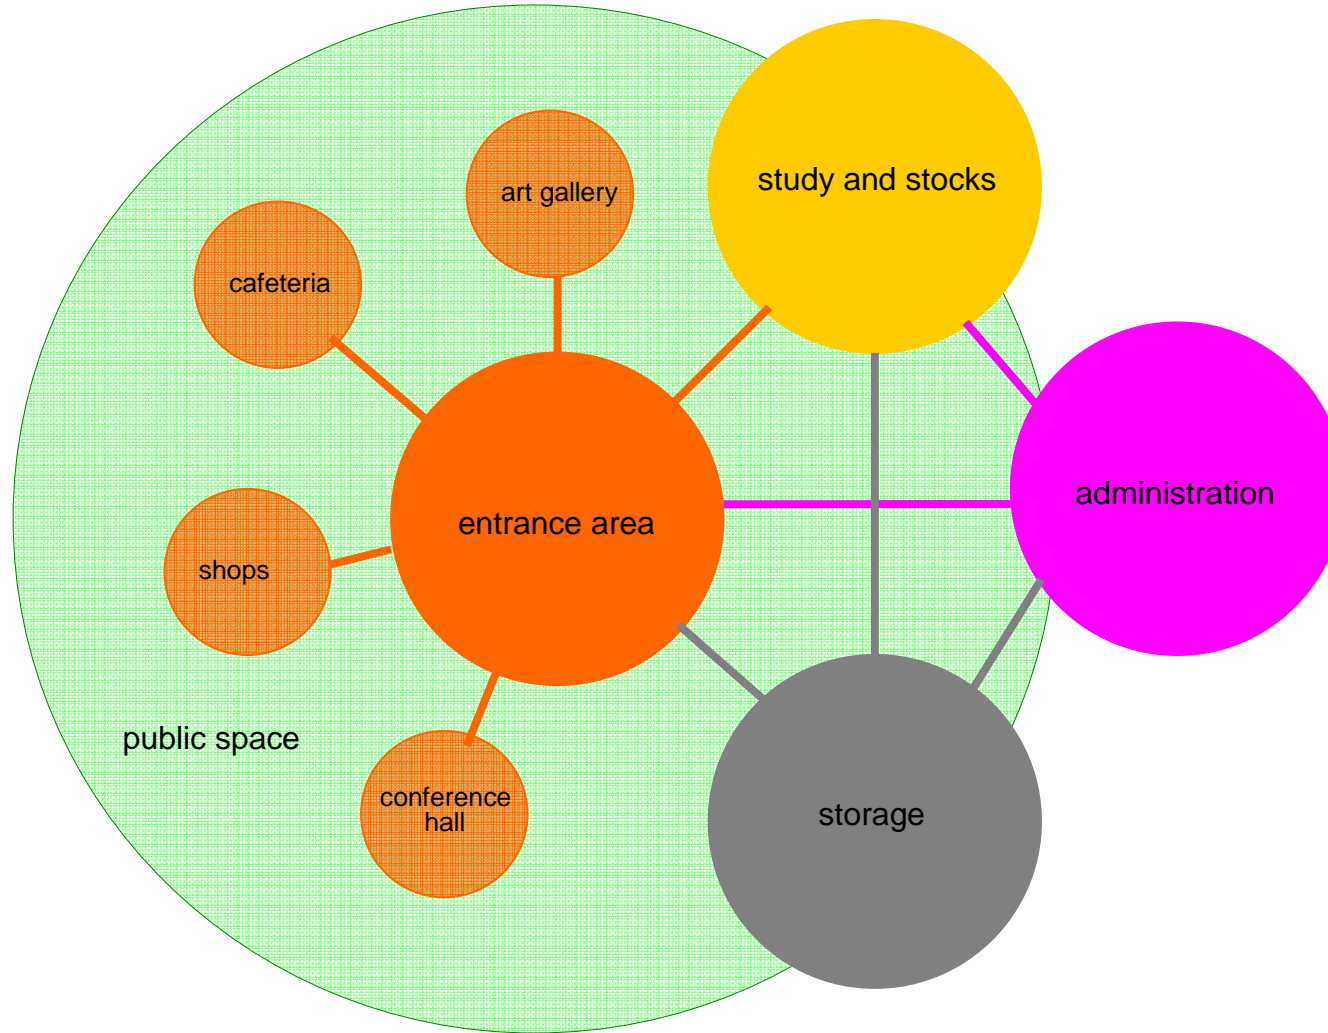 study and stocks
art gallery
cafeteria
administration
entrance area
shops
public space
conference
hall
storage